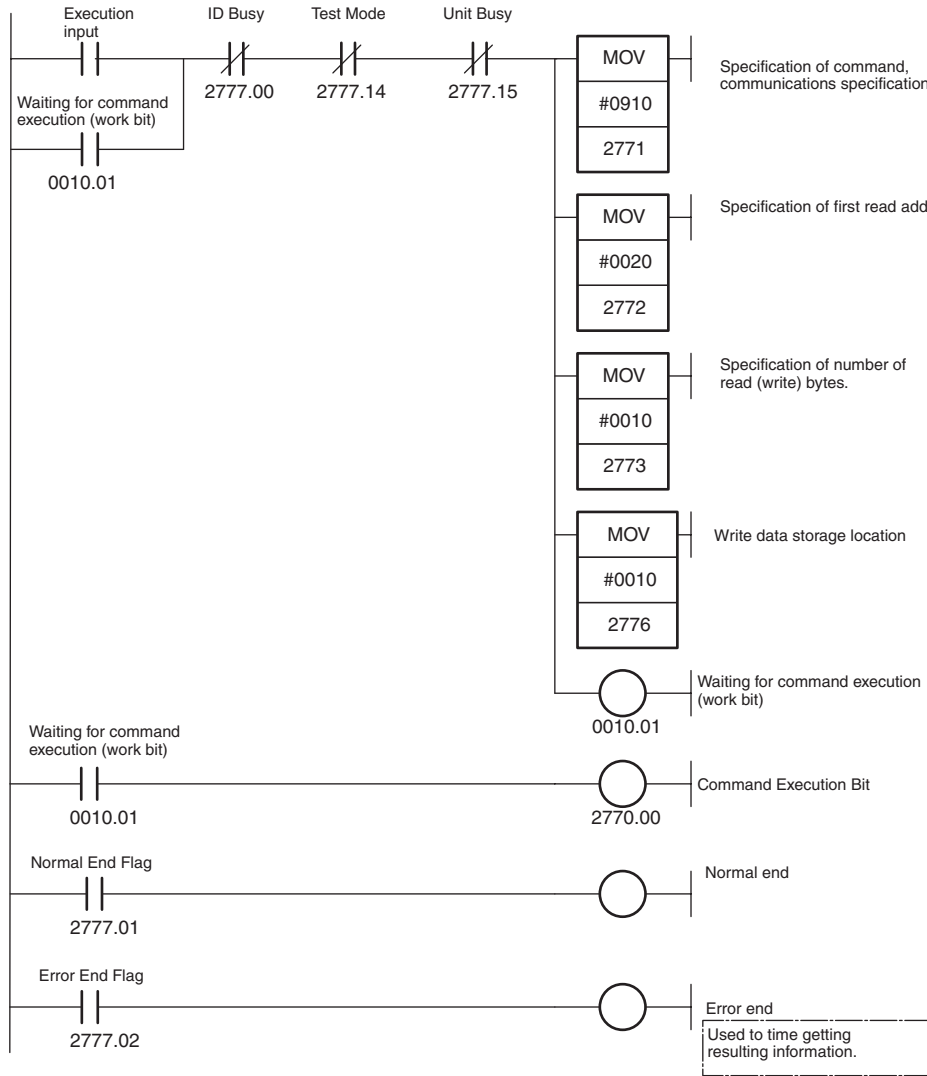 Execution
input
ID Busy
Test Mode
Unit Busy
2777.00
2777.14
2777.15
Waiting for command
execution (work bit)
0010.01
MOV
#0910
2771
Specification of command,
communications specification
MOV
#0020
2772
Specification of first read add
MOV
#0010
2773
Specification of number of
read (write) bytes.
MOV
#0010
2776
Write data storage location
0010.01
Waiting for command execution
(work bit)
Waiting for command
execution (work bit)
0010.01
2770.00
Command Execution Bit
Normal End Flag
2777.01
Normal end
Error End Flag
2777.02
Error end
Used to time getting
resulting information.